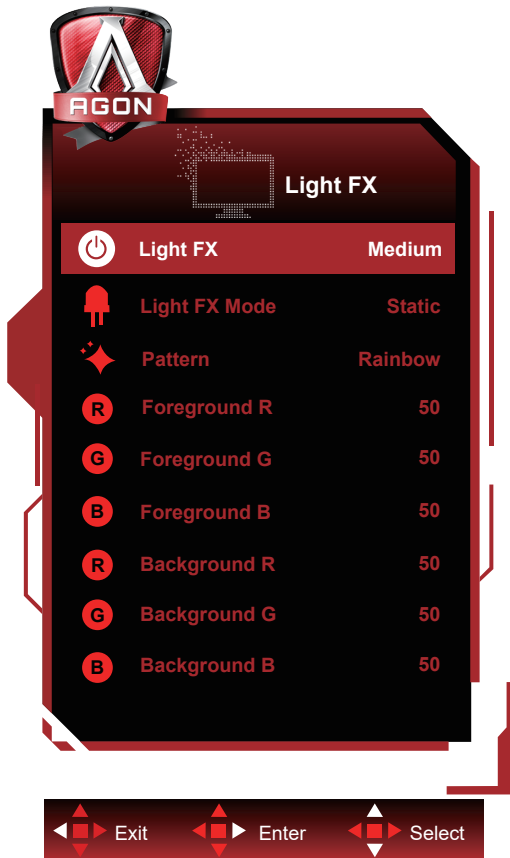 AGON
Light FX
Light FX Medium
Light FX Mode Static
Pattern Rainbow
R Foreground R 50
G Foreground G 50
B Foreground B 50
R Background R 50
G Background G 50
B Background B 50
Exit Enter Select